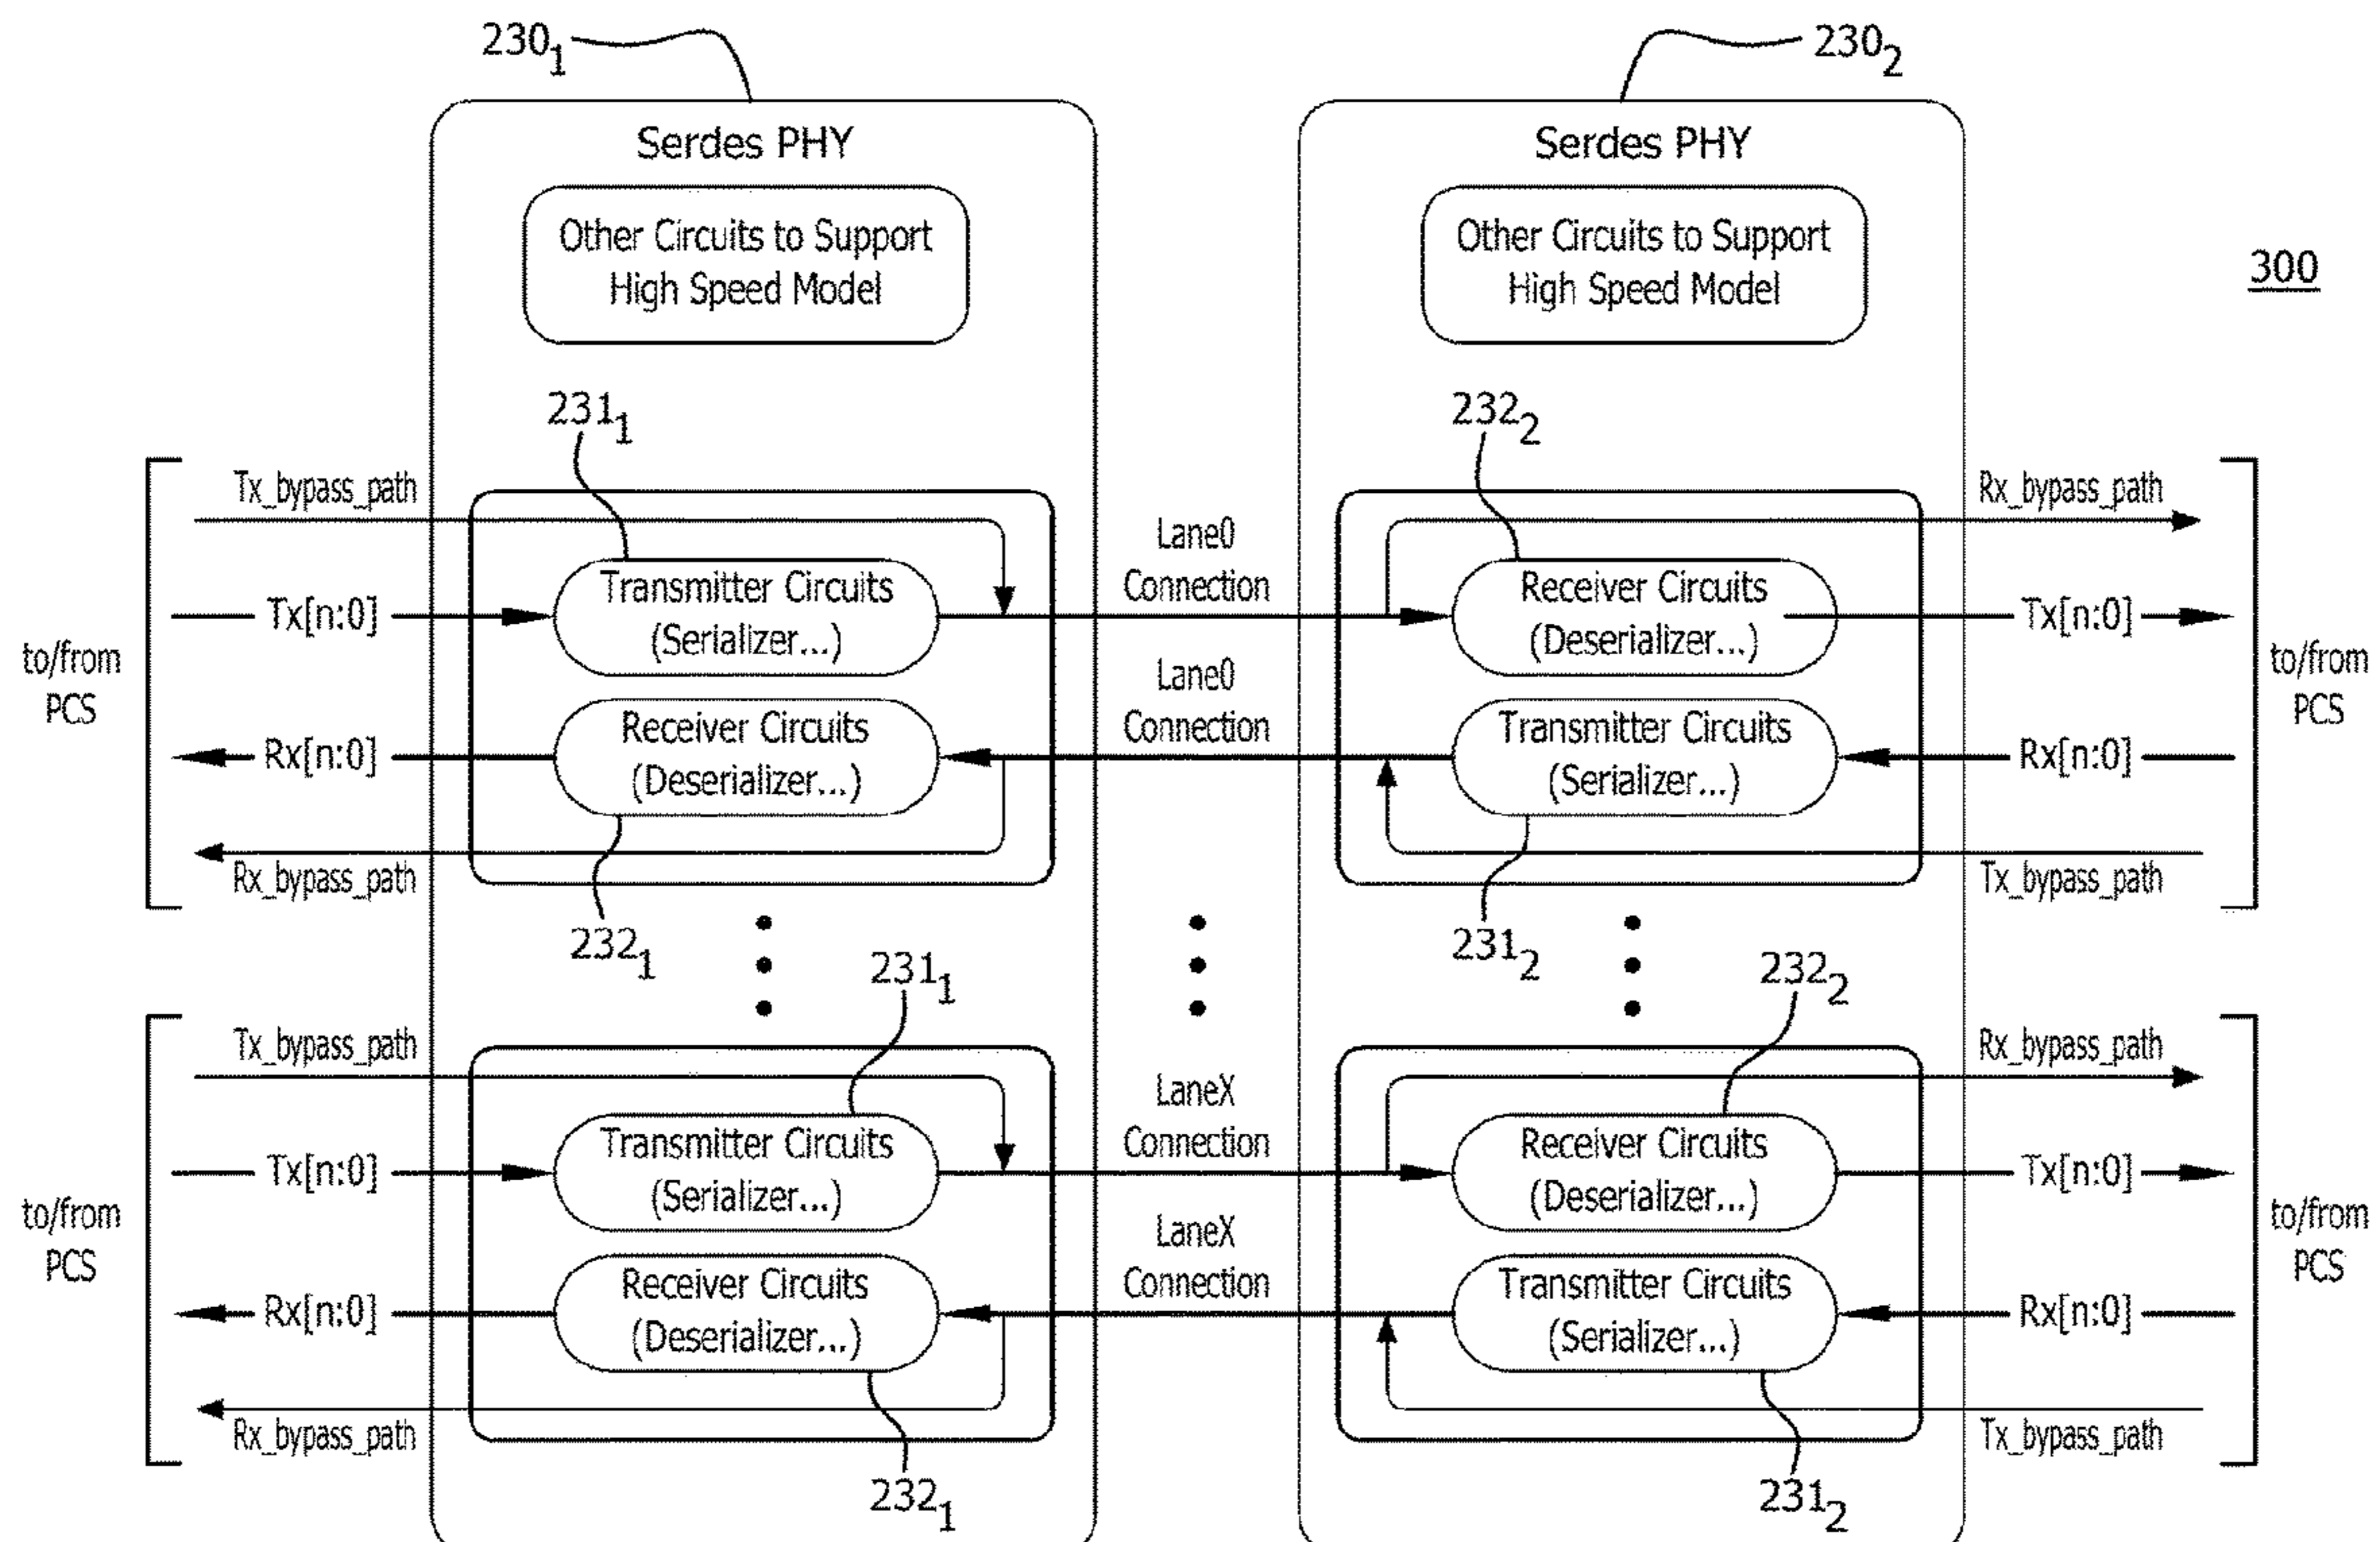 230₁
230₂
Serdes PHY
Serdes PHY
Other Circuits to Support
High Speed Model
Other Circuits to Support
High Speed Model
300
231₁
232₂
Tx_bypass_path
Rx_bypass_path
Lane0
Connection
Tx[n:0]
Transmitter Circuits
(Serializer...)
Receiver Circuits
(Deserializer...)
Tx[n:0]
to/from
PCS
Lane0
Connection
to/from
PCS
Rx[n:0]
Receiver Circuits
(Deserializer...)
Transmitter Circuits
(Serializer...)
Rx[n:0]
Rx_bypass_path
Tx_bypass_path
232₁
231₂
231₁
232₂
Tx_bypass_path
Rx_bypass_path
LaneX
Connection
Tx[n:0]
Transmitter Circuits
(Serializer...)
Receiver Circuits
(Deserializer...)
Tx[n:0]
to/from
PCS
LaneX
Connection
to/from
PCS
Rx[n:0]
Receiver Circuits
(Deserializer...)
Transmitter Circuits
(Serializer...)
Rx[n:0]
Rx_bypass_path
Tx_bypass_path
232₁
231₂